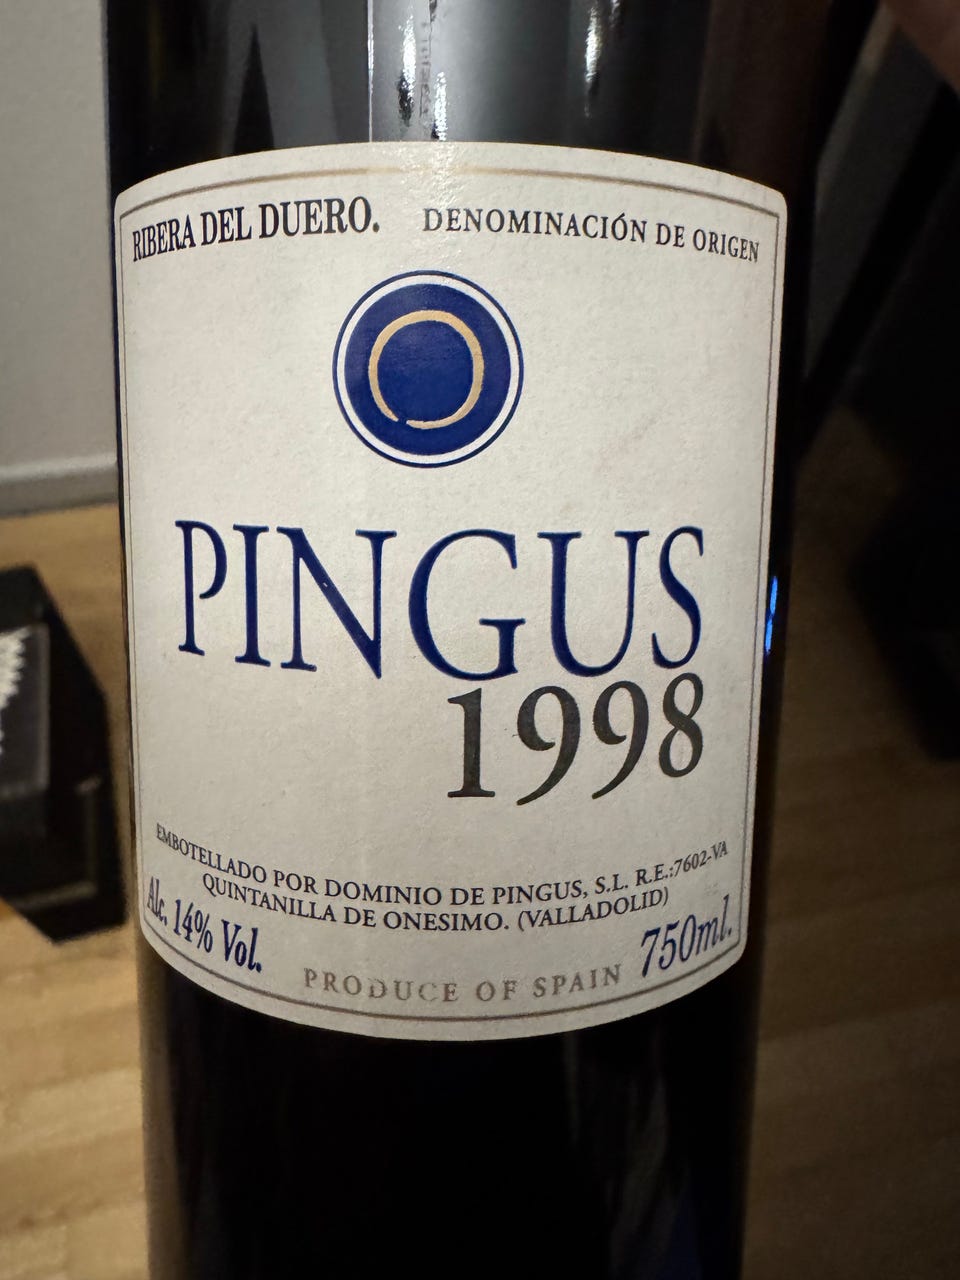 RIBERA DEL DUERO. DENOMINACIÓN DE ORIGEN
PINGUS
1998
EMBOTELLADO POR DOMINIO DE PINGUS, S.L. R.E.:7602-VA
QUINTANILLA DE ONESIMO. (VALLADOLID)
Alc. 14% Vol. 750ml.
PRODUCE OF SPAIN